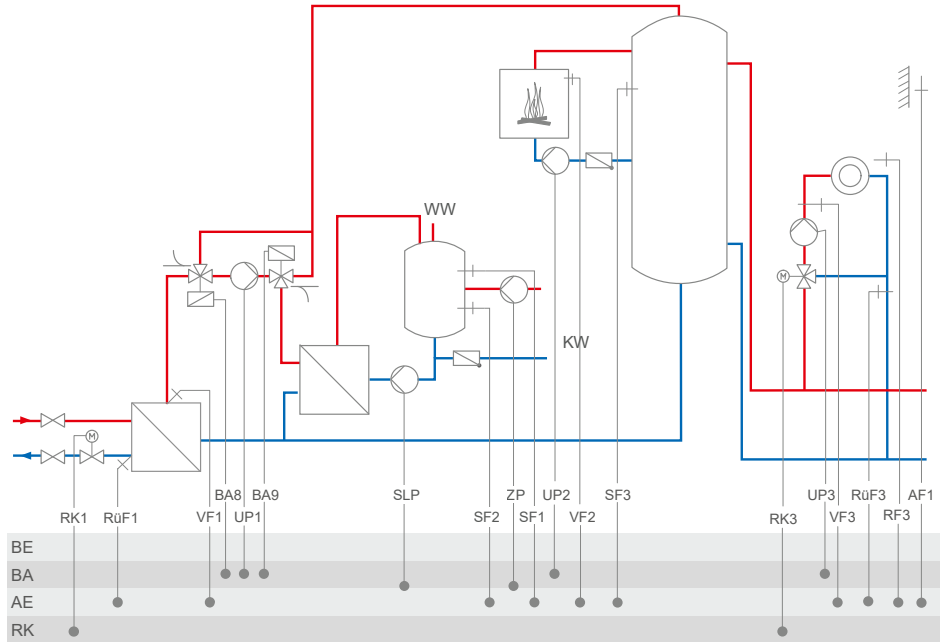 WW
KW
M
M
BA8
BA9
SLP
ZP
UP2
SF3
UP3
RüF3
AF1
RK1
RüF1
VF1
UP1
SF2
SF1
VF2
RK3
VF3
RF3
BE
BA
AE
RK